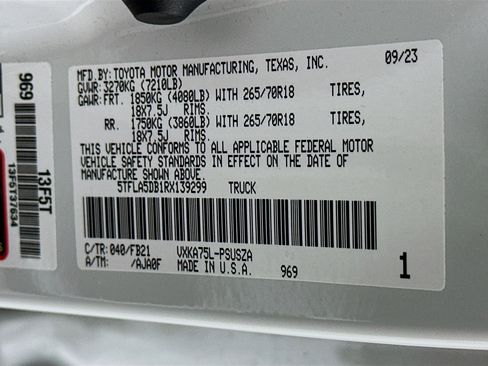 MFD.BY: TOYOTA MOTOR MANUFACTURING, TEXAS, INC. 09/23
GVWR: 3270KG (7210LB)
GAWR: FRT. 1850KG (4080LB) WITH 265/70R18 TIRES,
18X7.5J RIMS.
RR. 1750KG (3860LB) WITH 265/70R18 TIRES,
18X7.5J RIMS.
THIS VEHICLE CONFORMS TO ALL APPLICABLE FEDERAL MOTOR
VEHICLE SAFETY STANDARDS IN EFFECT ON THE DATE OF
MANUFACTURE SHOWN ABOVE.
5TFLA5DB1RX139299 TRUCK
C/TR: 040/FB21 VXKA75L-PSUSZA
A/TM: /AJA0F MADE IN U.S.A. 969 1
969
13F5T
13F5T37634